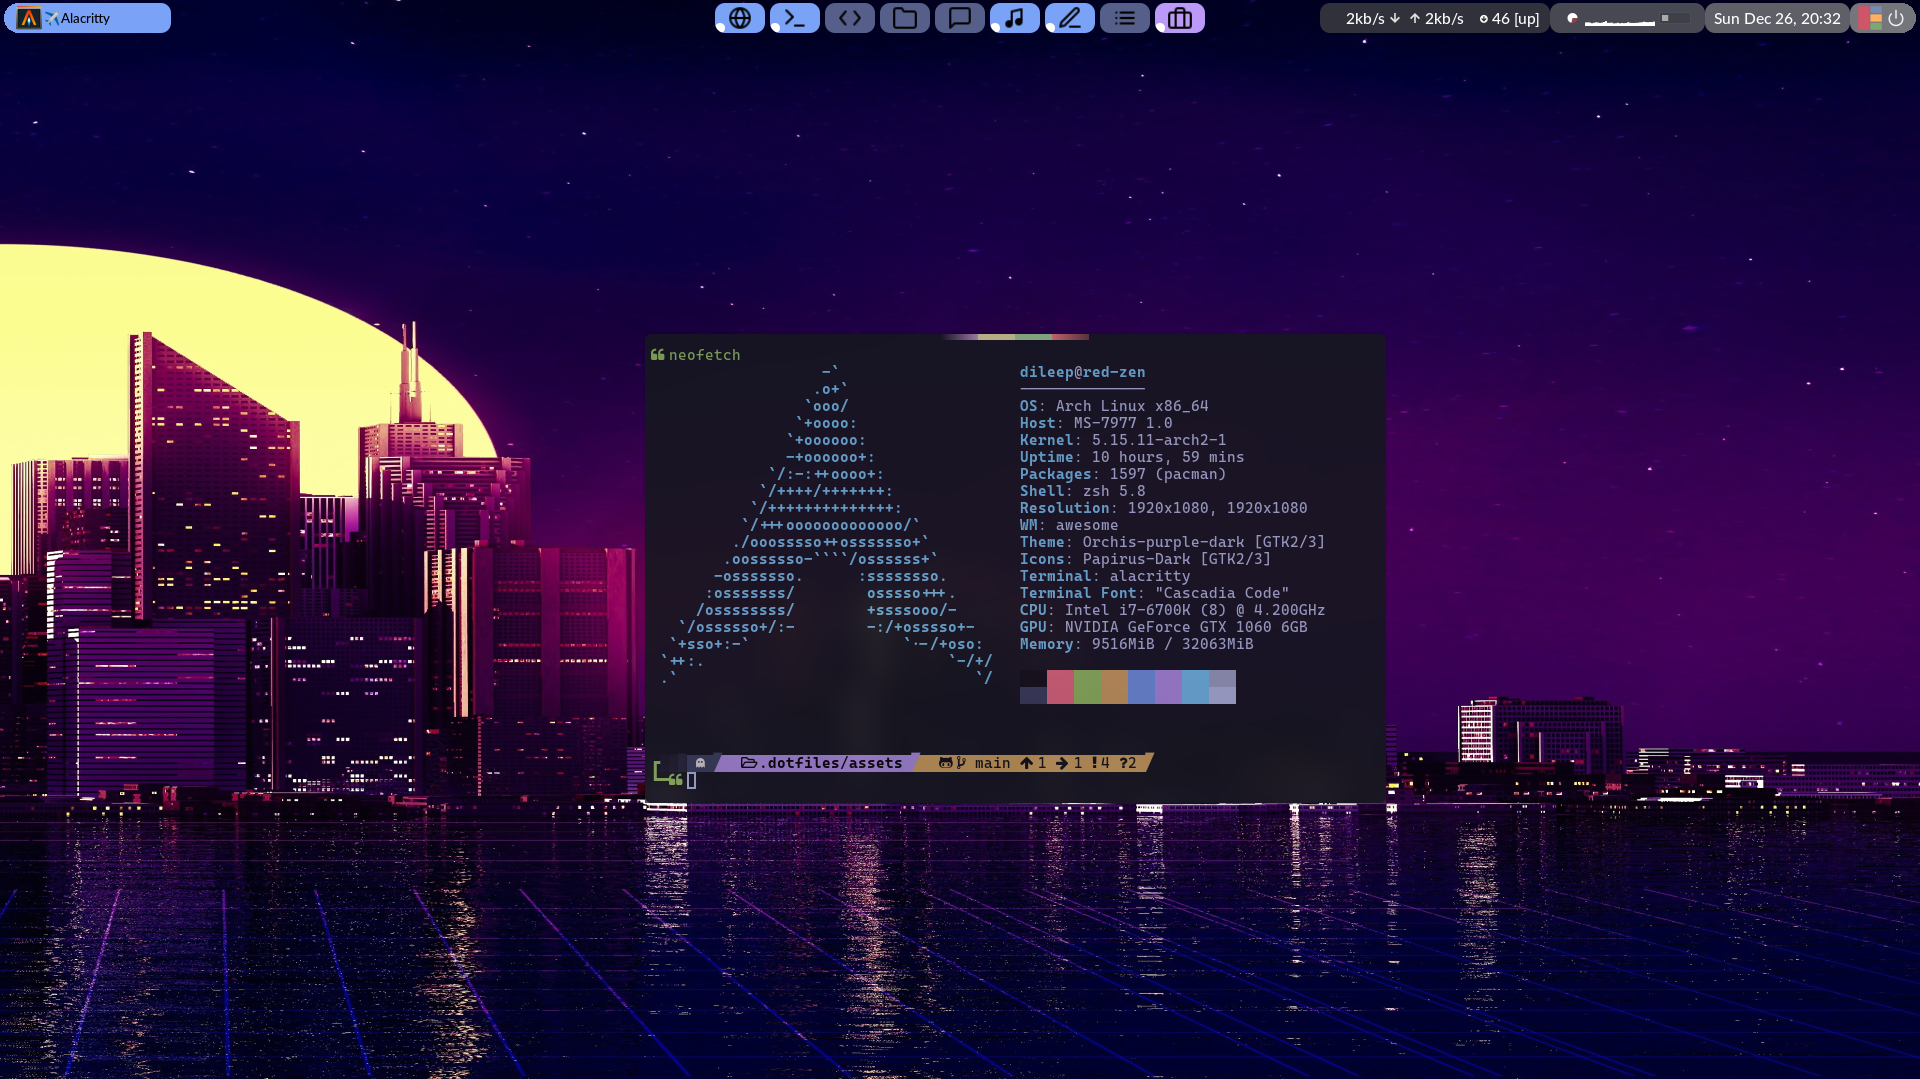 Alacritty
2kb/s ↓ ↑ 2kb/s 46 [up]
Sun Dec 26, 20:32
neofetch
-`
.o+`
`ooo/
`+oooo:
`+oooooo:
-+oooooo+:
`/:-:++oooo+:
`/++++/+++++++:
`/++++++++++++++:
`/+++ooooooooooooo/`
./ooosssso++osssssso+`
.oossssso-````/ossssss+`
-osssssso. :ssssssso.
:osssssss/ osssso+++.
/ossssssss/ +ssssooo/-
`/ossssso+/:- -:/+osssso+-
`+sso+:-` `.-/+oso:
`++:. `-/+/
.` `/
dileep@red-zen
OS: Arch Linux x86_64
Host: MS-7977 1.0
Kernel: 5.15.11-arch2-1
Uptime: 10 hours, 59 mins
Packages: 1597 (pacman)
Shell: zsh 5.8
Resolution: 1920x1080, 1920x1080
WM: awesome
Theme: Orchis-purple-dark [GTK2/3]
Icons: Papirus-Dark [GTK2/3]
Terminal: alacritty
Terminal Font: "Cascadia Code"
CPU: Intel i7-6700K (8) @ 4.200GHz
GPU: NVIDIA GeForce GTX 1060 6GB
Memory: 9516MiB / 32063MiB
.dotfiles/assets main ↑ 1 → 1 !4 ?2